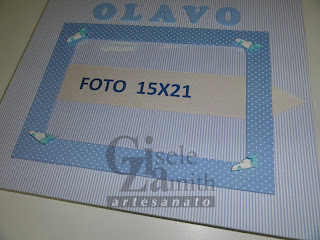 OLAVO
FOTO 15X21
Gisele
Zamith
artesanato